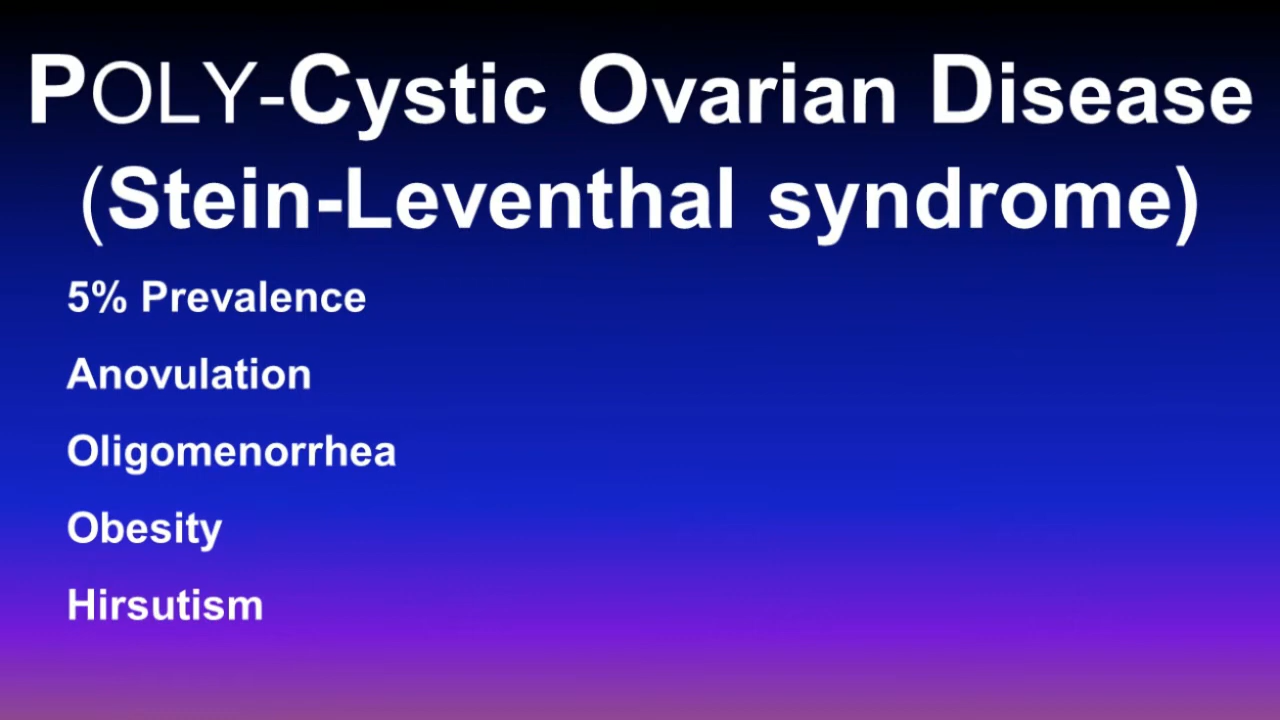 POLY-Cystic Ovarian Disease
(Stein-Leventhal syndrome)
5% Prevalence
Anovulation
Oligomenorrhea
Obesity
Hirsutism